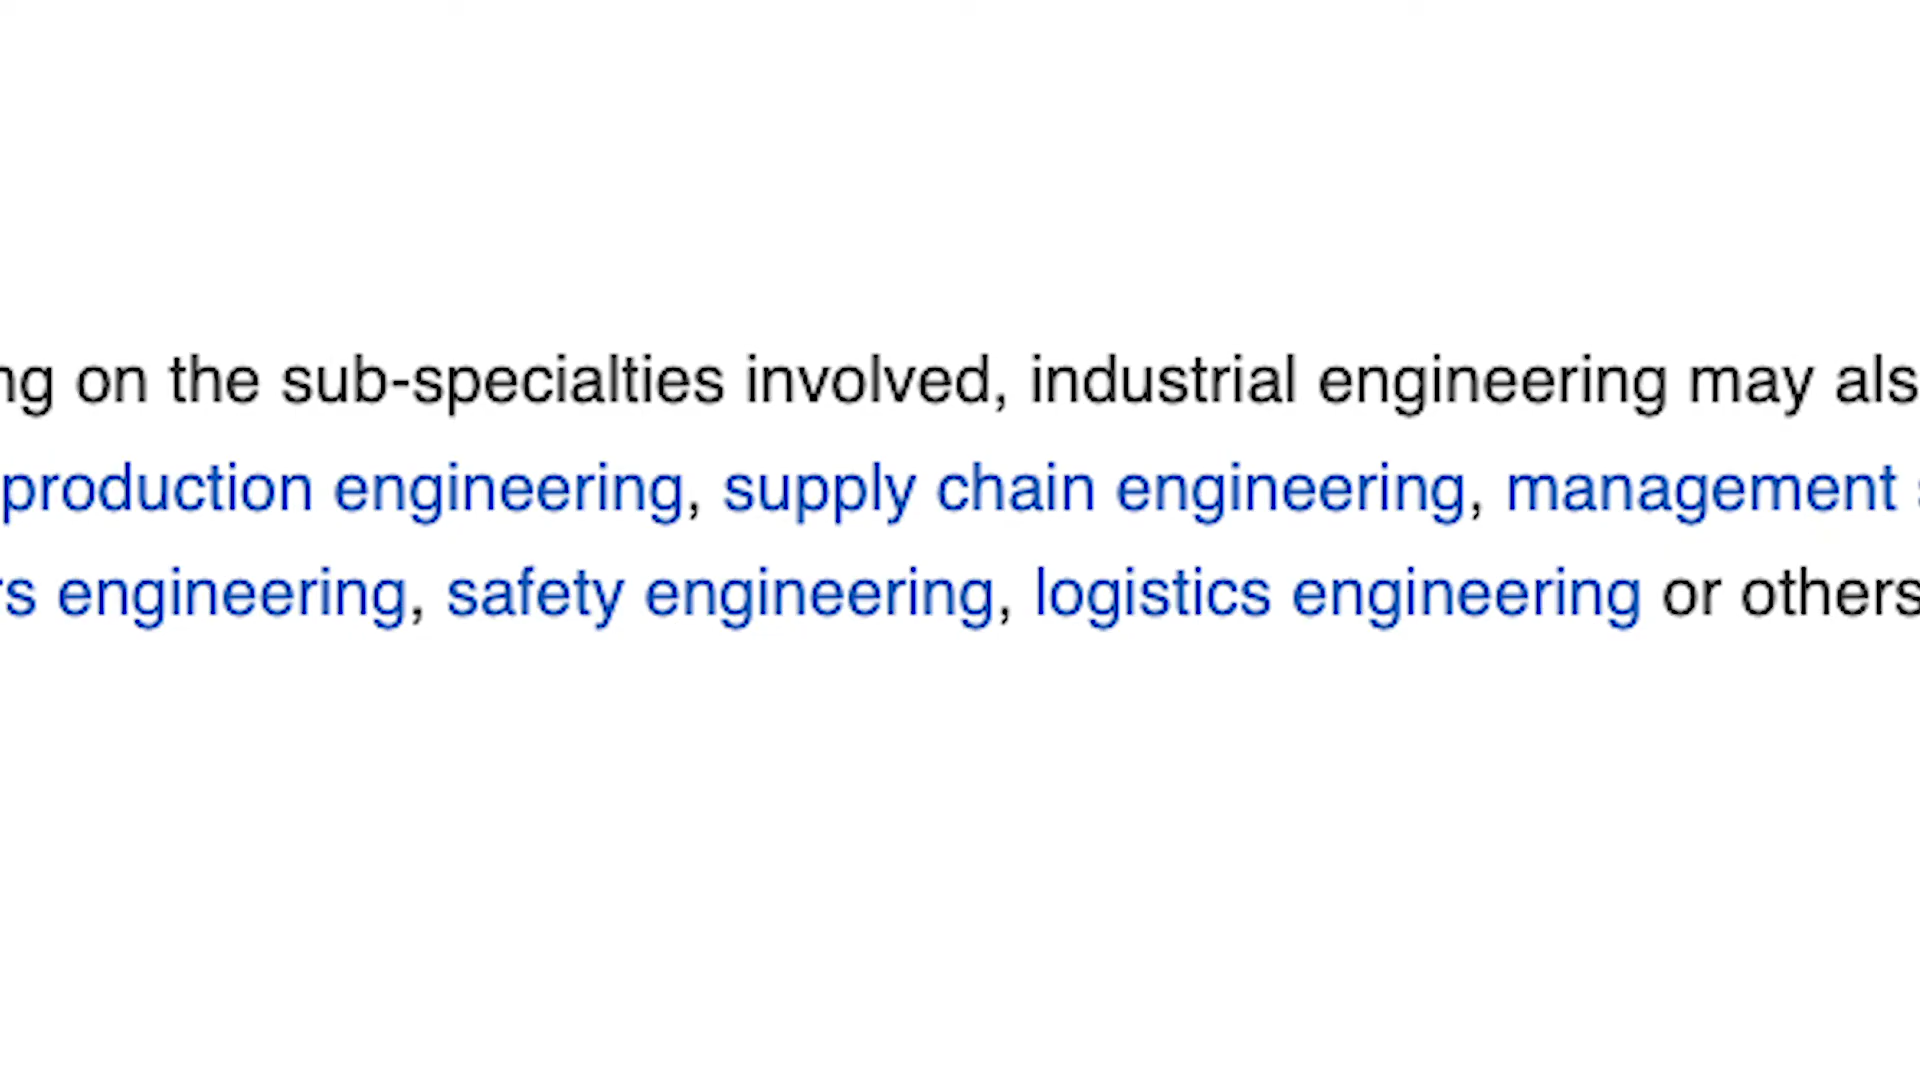 ng on the sub-specialties involved, industrial engineering may als
production engineering, supply chain engineering, management
rs engineering, safety engineering, logistics engineering or others